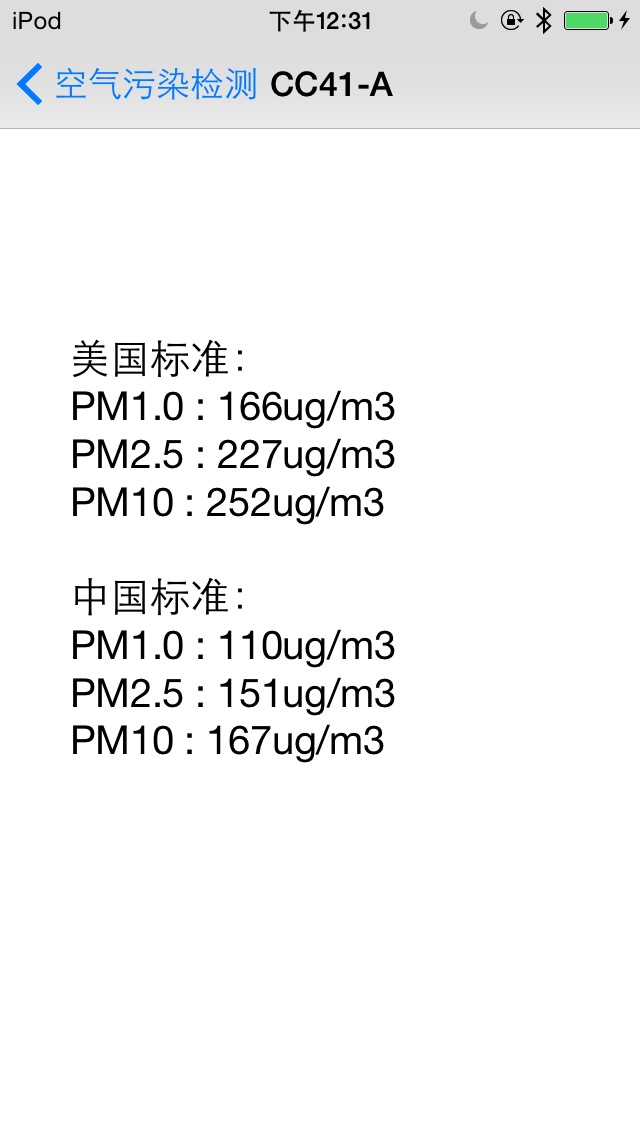 iPod 下午12:31
空气污染检测 CC41-A
美国标准：
PM1.0 : 166ug/m3
PM2.5 : 227ug/m3
PM10 : 252ug/m3
中国标准：
PM1.0 : 110ug/m3
PM2.5 : 151ug/m3
PM10 : 167ug/m3